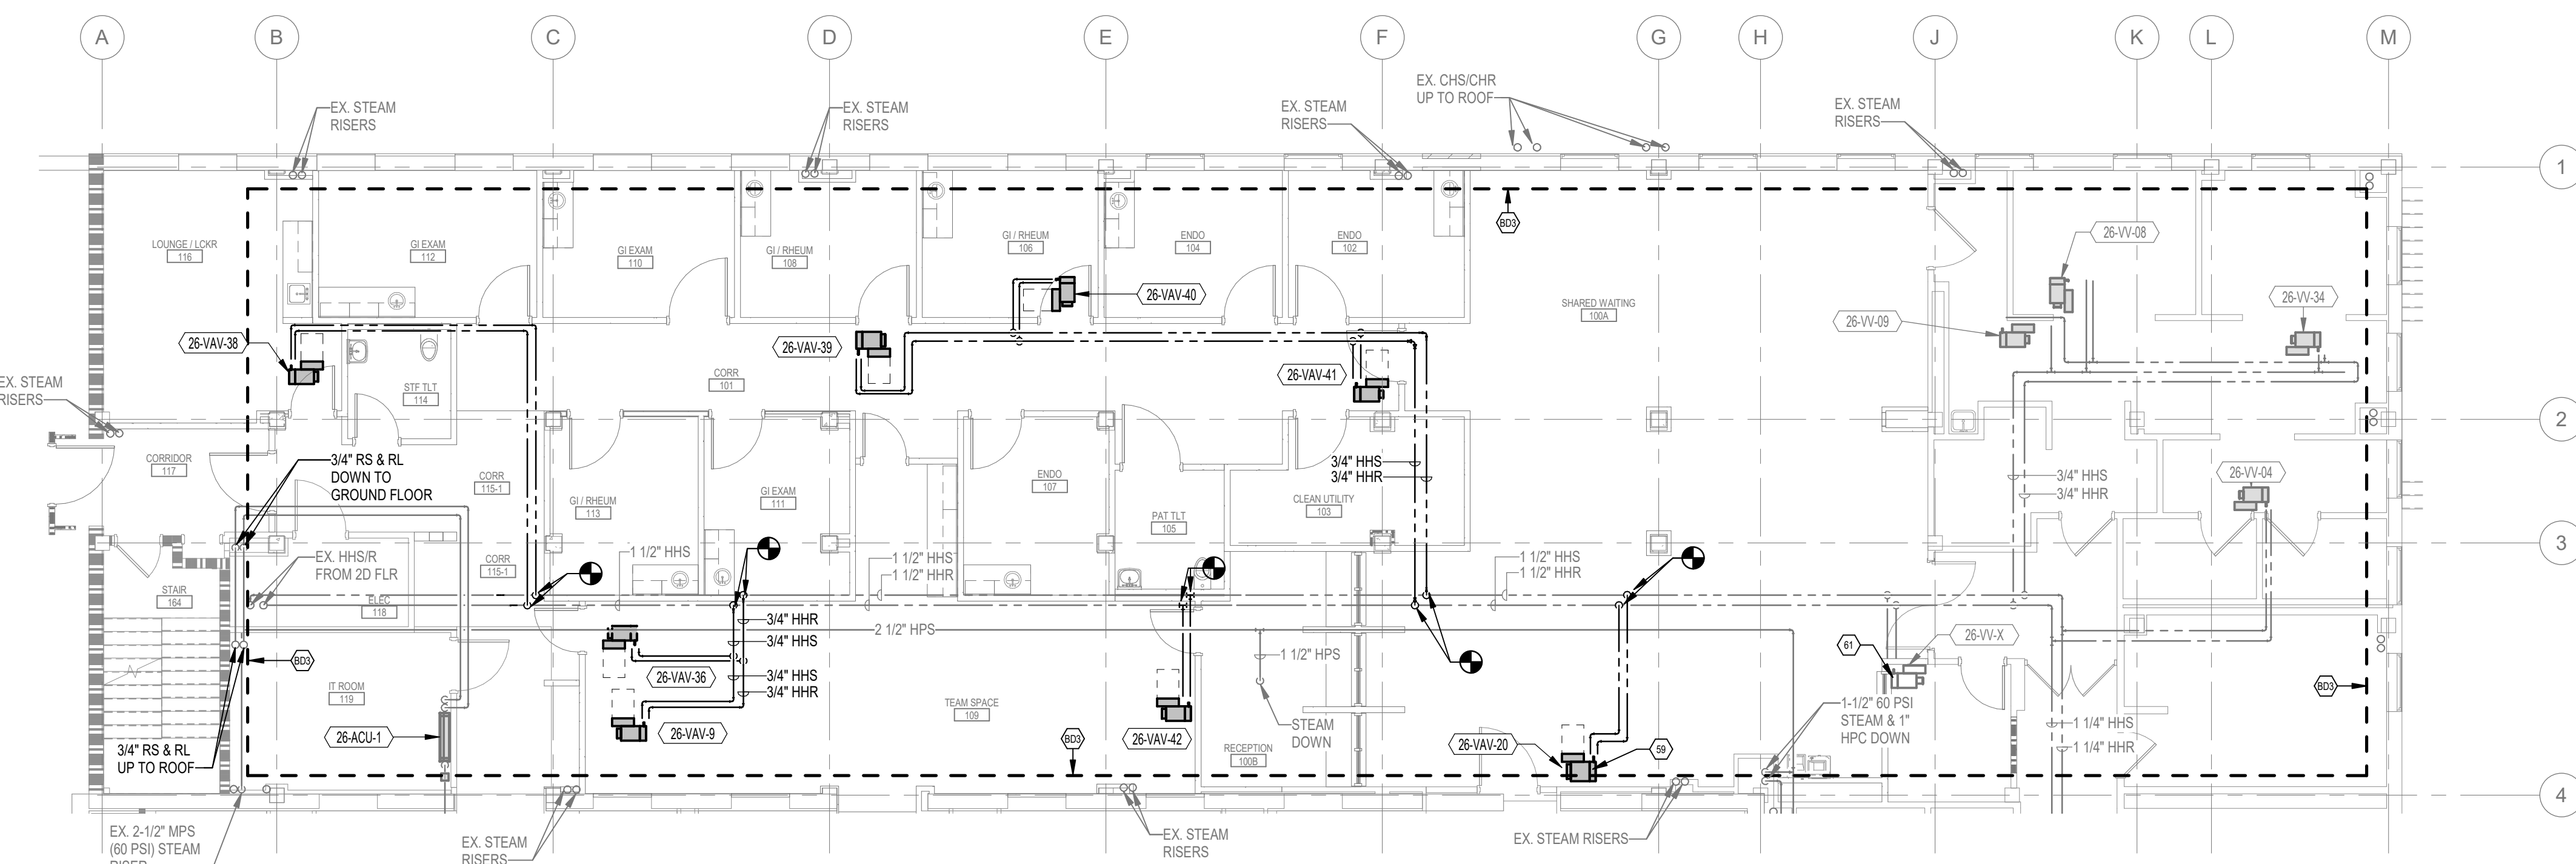 A
B
C
D
E
F
G
H
J
K
L
M
EX. STEAM
RISERS
EX. STEAM
RISERS
EX. STEAM
RISERS
EX. CHS/CHR
UP TO ROOF
EX. STEAM
RISERS
1
BD3
LOUNGE / LCKR
116
GI EXAM
112
GI EXAM
110
GI / RHEUM
108
GI / RHEUM
106
ENDO
104
ENDO
102
SHARED WAITING
100A
26-VV-08
26-VV-34
26-VV-09
26-VAV-40
26-VAV-38
26-VAV-39
26-VAV-41
CORR
101
STF TLT
114
EX. STEAM
RISERS
2
CORRIDOR
117
3/4" RS & RL
DOWN TO
GROUND FLOOR
CORR
115-1
GI / RHEUM
113
GI EXAM
111
ENDO
107
PAT TLT
105
CLEAN UTILITY
103
3/4" HHS
3/4" HHR
3/4" HHS
3/4" HHR
26-VV-04
3
EX. HHS/R
FROM 2D FLR
CORR
115-1
1 1/2" HHS
1 1/2" HHS
1 1/2" HHR
1 1/2" HHS
1 1/2" HHR
STAIR
164
ELEC
118
3/4" HHR
3/4" HHS
2 1/2" HPS
1 1/2" HPS
26-VV-X
61
BD3
IT ROOM
119
26-VAV-36
3/4" HHS
3/4" HHR
BD3
TEAM SPACE
109
26-ACU-1
26-VAV-9
BD3
26-VAV-42
RECEPTION
100B
STEAM
DOWN
26-VAV-20
59
1-1/2" 60 PSI
STEAM & 1"
HPC DOWN
1 1/4" HHS
1 1/4" HHR
3/4" RS & RL
UP TO ROOF
4
EX. 2-1/2" MPS
(60 PSI) STEAM
RISER
EX. STEAM
RISERS
EX. STEAM
RISERS
EX. STEAM RISERS